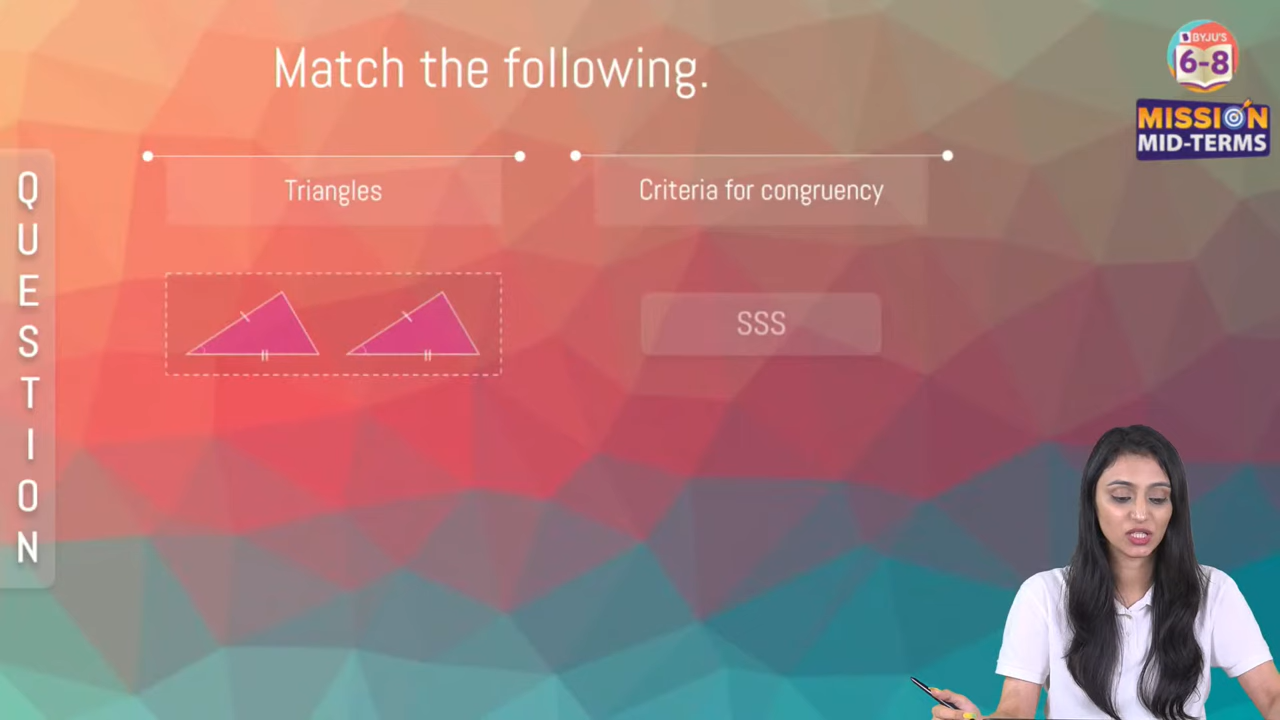 Match the following.
BYJU'S
6-8
MISSION
MID-TERMS
QUESTION
Triangles
Criteria for congruency
SSS